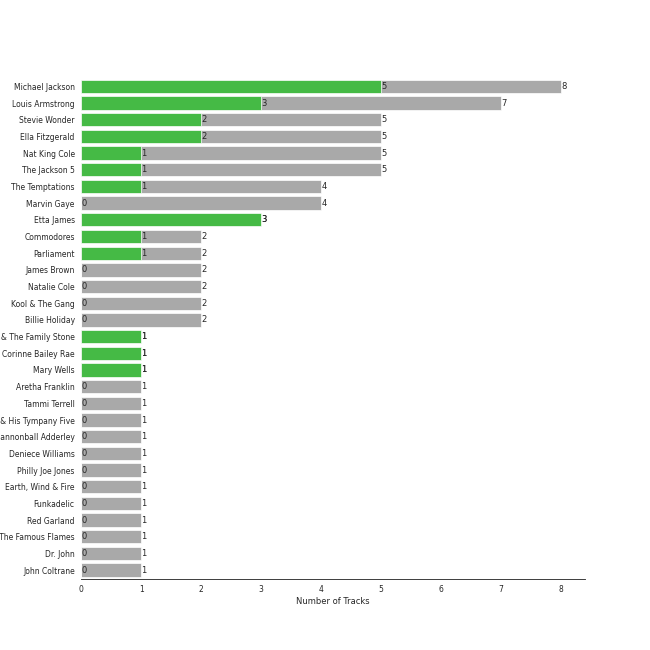 Michael Jackson 5 8
Louis Armstrong 3 7
Stevie Wonder 2 5
Ella Fitzgerald 2 5
Nat King Cole 1 5
The Jackson 5 1 5
The Temptations 1 4
Marvin Gaye 0 4
Etta James 3
Commodores 1 2
Parliament 1 2
James Brown 0 2
Natalie Cole 0 2
Kool & The Gang 0 2
Billie Holiday 0 2
& The Family Stone 1
Corinne Bailey Rae 1
Mary Wells 1
Aretha Franklin 0 1
Tammi Terrell 0 1
& His Tympany Five 0 1
annonball Adderley 0 1
Deniece Williams 0 1
Philly Joe Jones 0 1
Earth, Wind & Fire 0 1
Funkadelic 0 1
Red Garland 0 1
The Famous Flames 0 1
Dr. John 0 1
John Coltrane 0 1
0 1 2 3 4 5 6 7 8
Number of Tracks